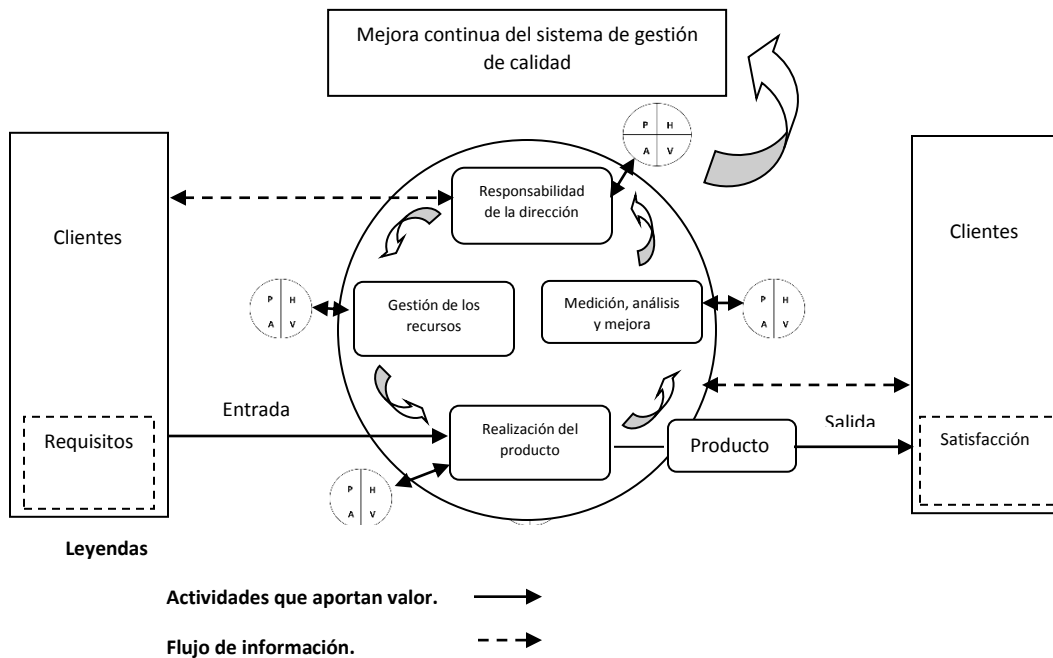 Mejora continua del sistema de gestión
de calidad
P H
A V
Clientes
Responsabilidad
de la dirección
Clientes
P H
A V
Gestión de los
recursos
Medición, análisis
y mejora
P H
A V
Entrada
Requisitos
Realización del
producto
Producto
Salida
Satisfacción
P H
A V
Leyendas
Actividades que aportan valor.
Flujo de información.